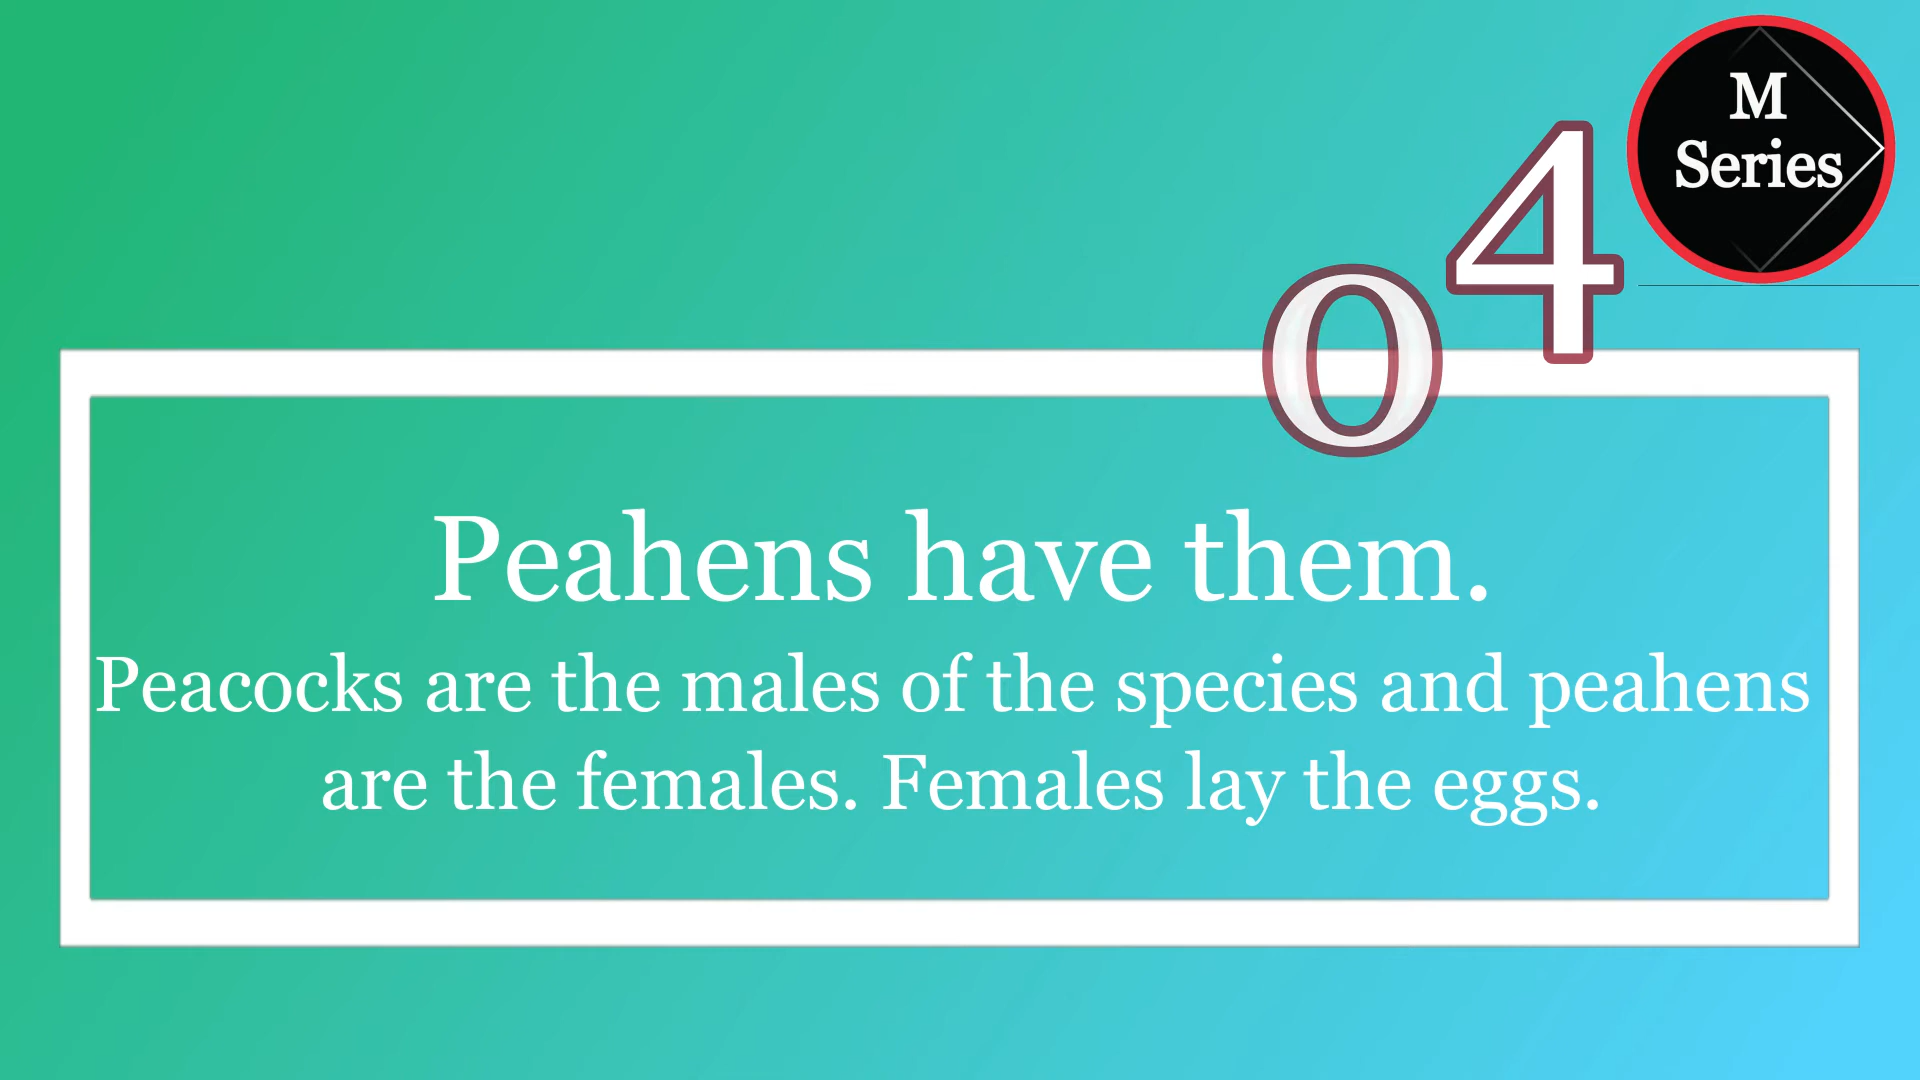 M
Series
04
Peahens have them.
Peacocks are the males of the species and peahens
are the females. Females lay the eggs.